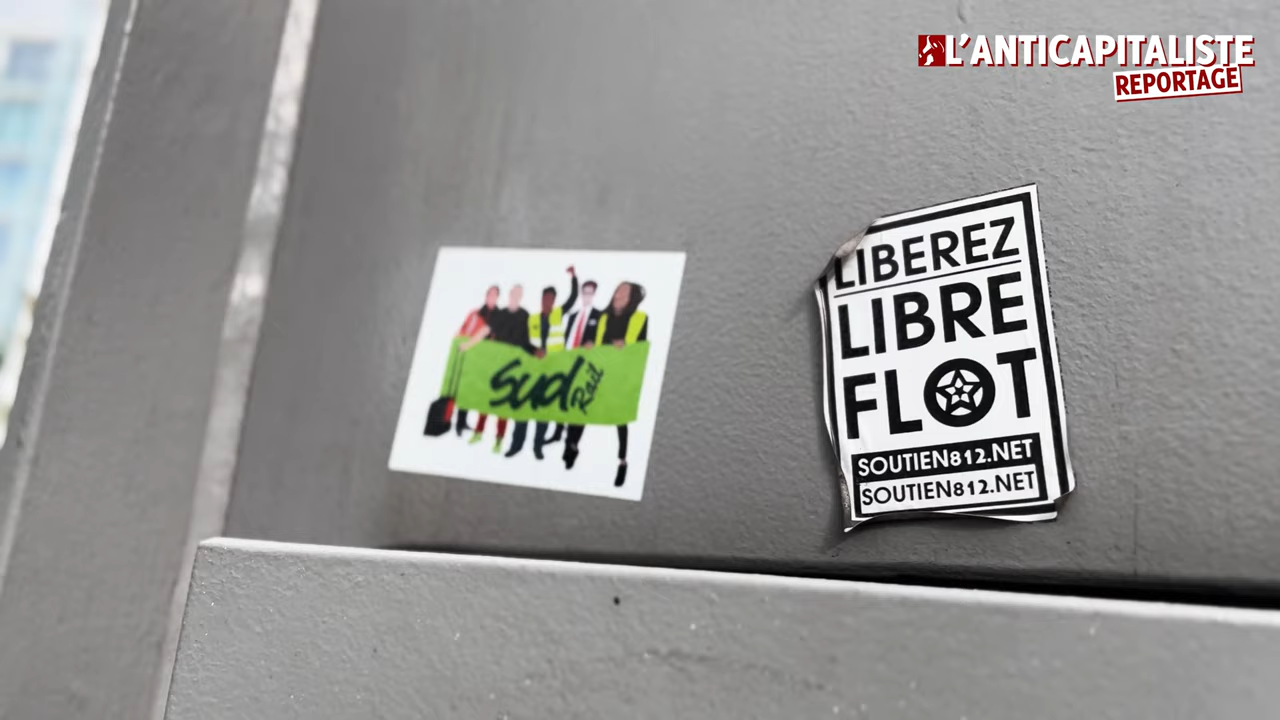 L'ANTICAPITALISTE
REPORTAGE
Sud Rail
LIBEREZ
LIBRE
FLOT
SOUTIEN812.NET
SOUTIEN812.NET